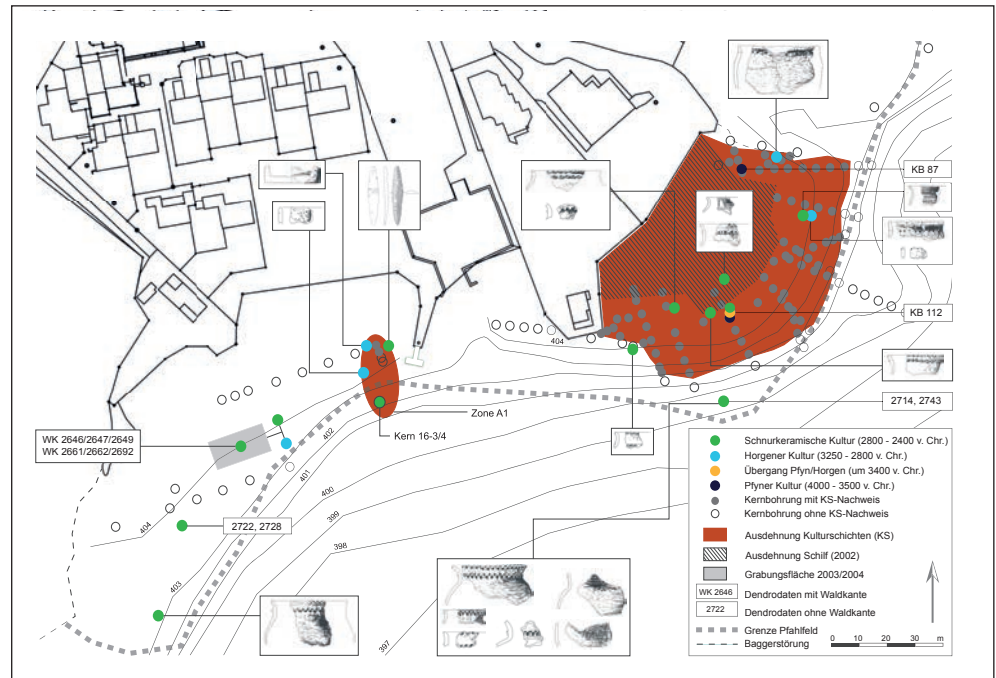 KB 87
KB 112
404
Zone A1
2714, 2743
Kern 16-3/4
WK 2646/2647/2649
WK 2661/2662/2692
402
401
400
399
398
397
404
403
2722, 2728
Schnurkeramische Kultur (2800 - 2400 v. Chr.)
Horgener Kultur (3250 - 2800 v. Chr.)
Übergang Pfyn/Horgen (um 3400 v. Chr.)
Pfyner Kultur (4000 - 3500 v. Chr.)
Kernbohrung mit KS-Nachweis
Kernbohrung ohne KS-Nachweis
Ausdehnung Kulturschichten (KS)
Ausdehnung Schilf (2002)
Grabungsfläche 2003/2004
WK 2646 Dendrodaten mit Waldkante
2722 Dendrodaten ohne Waldkante
Grenze Pfahlfeld
Baggerstörung
0 10 20 30 m